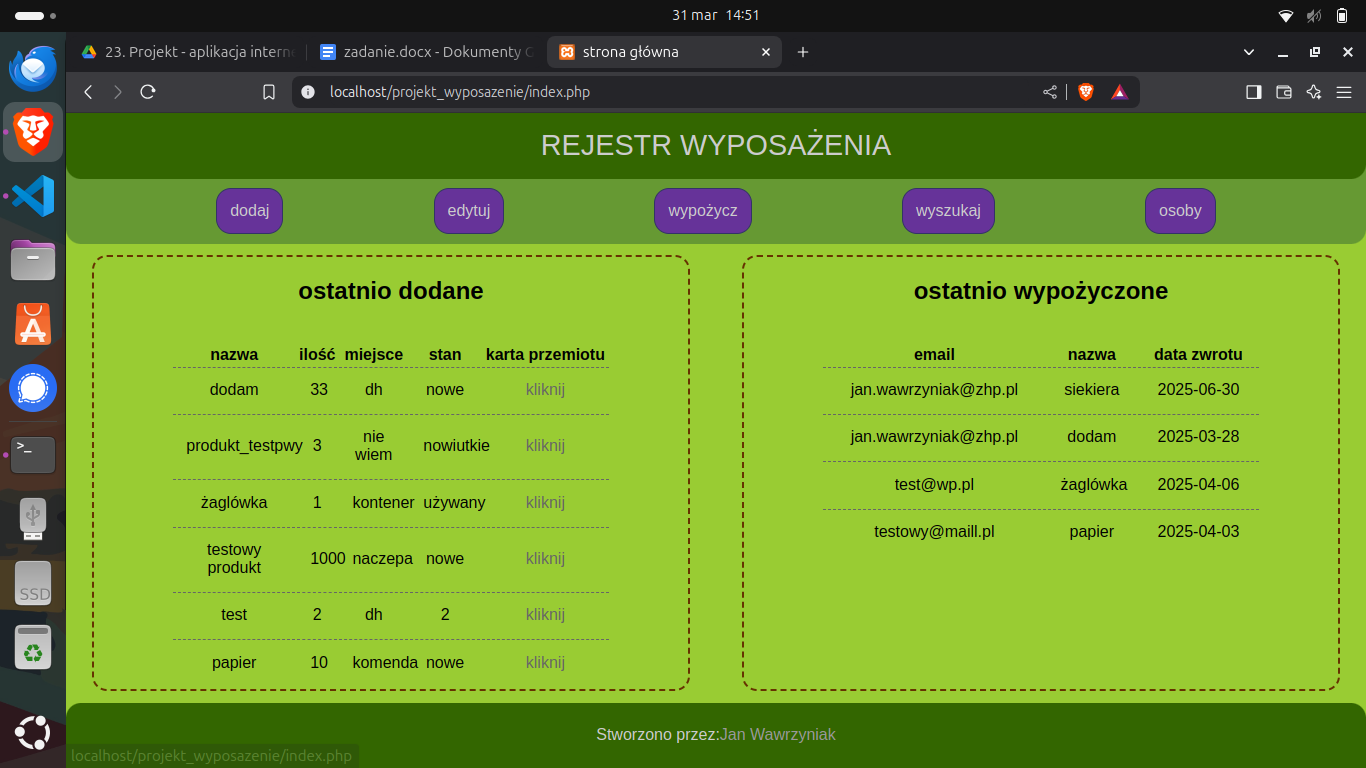 31 mar 14:51
23. Projekt - aplikacja intern
zadanie.docx - Dokumenty G
strona główna
localhost/projekt_wyposazenie/index.php
REJESTR WYPOSAŻENIA
dodaj edytuj wypożycz wyszukaj osoby
ostatnio dodane
nazwa ilość miejsce stan karta przemiotu
dodam 33 dh nowe kliknij
produkt_testpwy 3 nie wiem nowiutkie kliknij
żaglówka 1 kontener używany kliknij
testowy produkt 1000 naczepa nowe kliknij
test 2 dh 2 kliknij
papier 10 komenda nowe kliknij
ostatnio wypożyczone
email nazwa data zwrotu
jan.wawrzyniak@zhp.pl siekiera 2025-06-30
jan.wawrzyniak@zhp.pl dodam 2025-03-28
test@wp.pl żaglówka 2025-04-06
testowy@maill.pl papier 2025-04-03
Stworzono przez:Jan Wawrzyniak
localhost/projekt_wyposazenie/index.php
>_
SSD